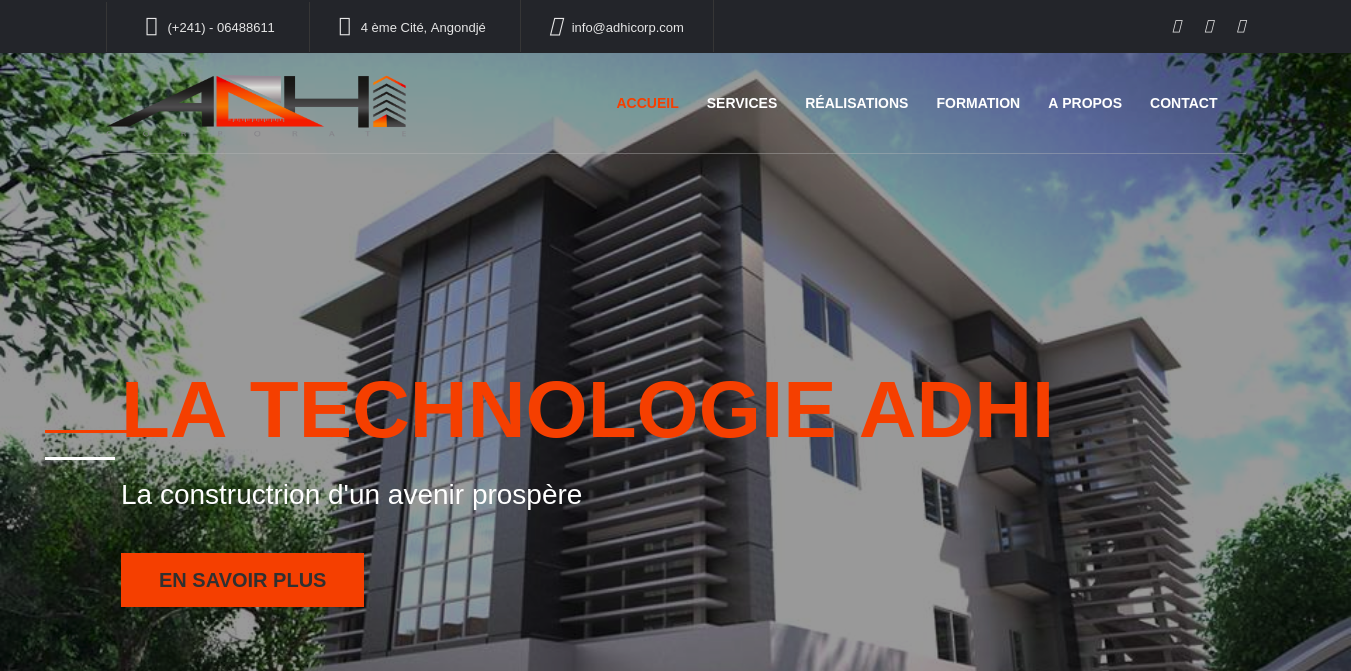 (+241) - 06488611
4 ème Cité, Angondjé
info@adhicorp.com
ADHI
ACCUEIL
SERVICES
RÉALISATIONS
FORMATION
A PROPOS
CONTACT
LA TECHNOLOGIE ADHI
La constructrion d'un avenir prospère
EN SAVOIR PLUS